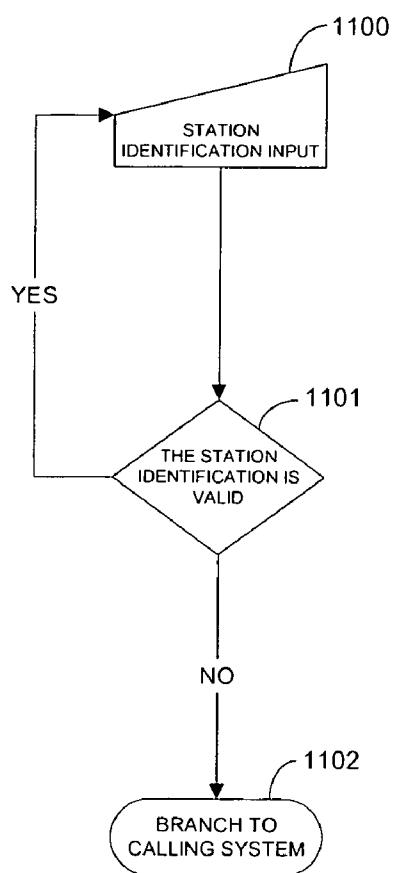 1100
STATION
IDENTIFICATION INPUT
YES
1101
THE STATION
IDENTIFICATION IS
VALID
NO
1102
BRANCH TO
CALLING SYSTEM